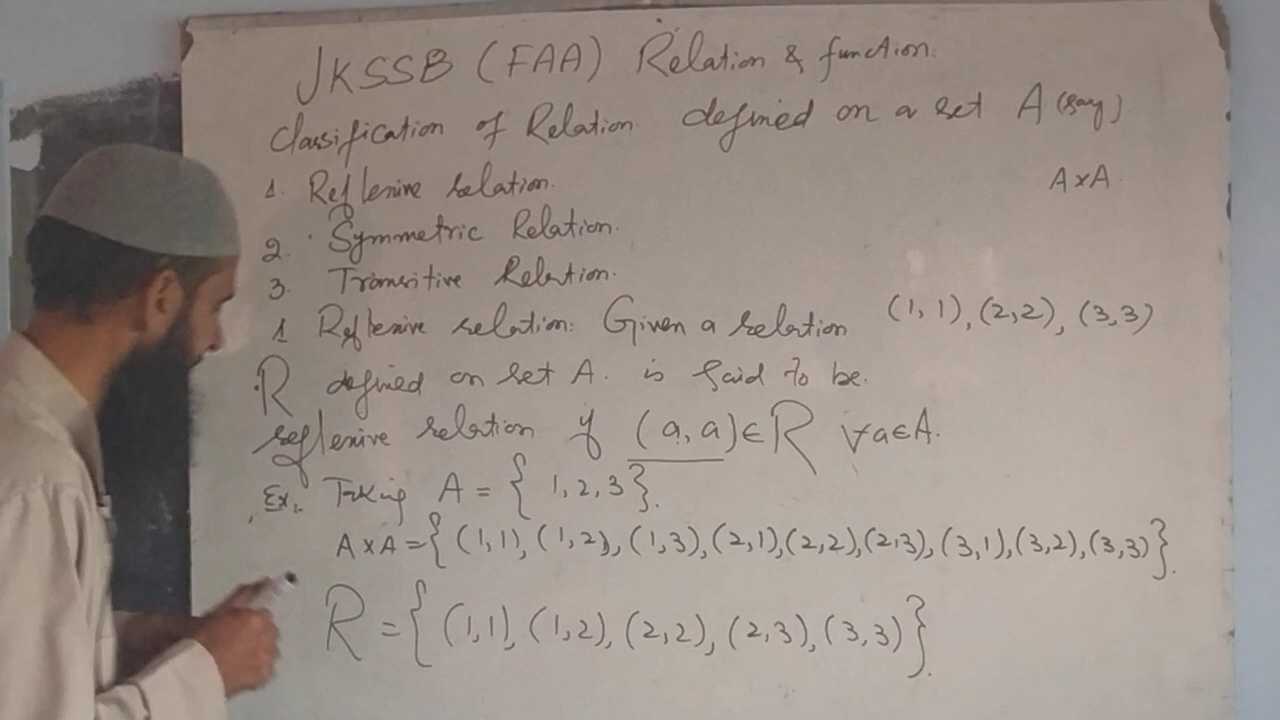 JKSSB (FAA) Relation & function.
Classification of Relation defined on a set A (say)
1. Reflexive relation. A×A.
2. Symmetric Relation.
3. Transitive Relation.
1 Reflexive relation: Given a relation (1,1), (2,2), (3,3)
R defined on set A. is said to be.
reflexive relation if (a,a)∈R ∀a∈A.
Ex. Taking A = { 1,2,3}.
A×A={ (1,1), (1,2), (1,3), (2,1), (2,2), (2,3), (3,1), (3,2), (3,3)}.
R={ (1,1), (1,2), (2,2), (2,3), (3,3)}.